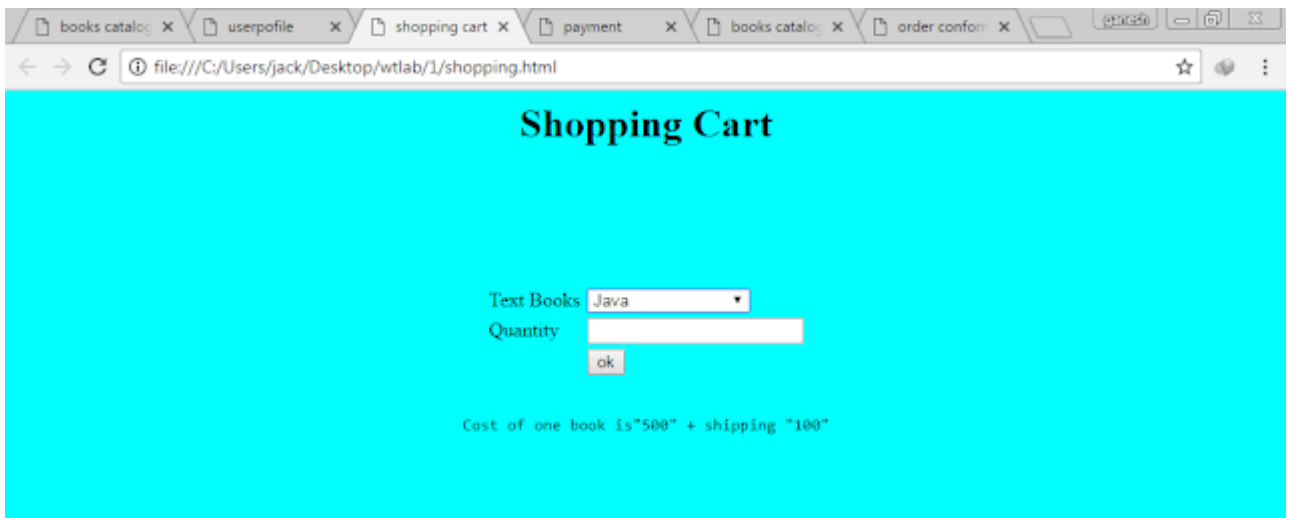 books catalog userpofile shopping cart payment books catalog order conform
file:///C:/Users/jack/Desktop/wtlab/1/shopping.html
Shopping Cart
Text Books Java
Quantity
ok
Cost of one book is"500" + shipping "100"